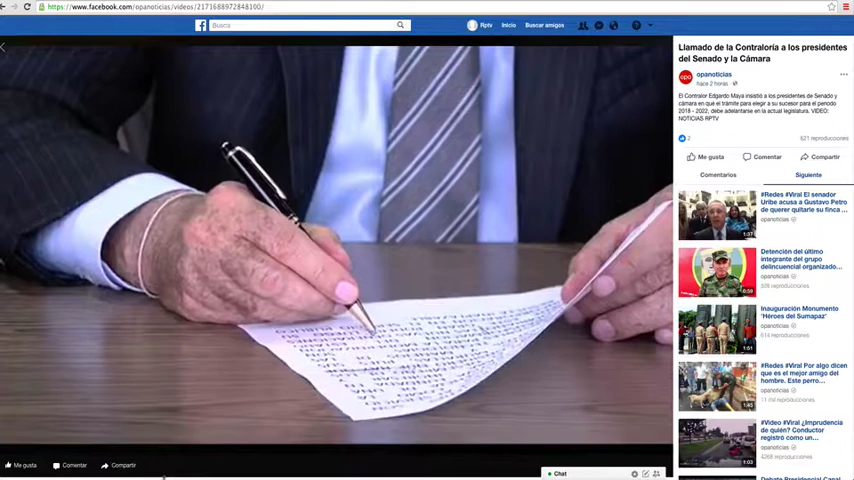 https://www.facebook.com/opanoticias/videos/2171688972848100/
Busca
Rptv
Inicio
Buscar amigos
Llamado de la Contraloría a los presidentes
del Senado y la Cámara
opo
opanoticias
hace 2 horas
El Contralor Edgardo Maya insistió a los presidentes de Senado y
cámara en que el trámite para elegir a su sucesor para el periodo
2018 - 2022, debe adelantarse en la actual legislatura. VIDEO:
NOTICIAS RPTV
2
621 reproducciones
Me gusta
Comentar
Compartir
Comentarios
Siguiente
#Redes #Viral El senador
Uribe acusa a Gustavo Petro
de querer quitarle su finca ...
opanoticias
1:37
Detención del último
integrante del grupo
delincuencial organizado...
reproducciones
0:59
Inauguración Monumento
'Héroes del Sumapaz'
opanoticias
614 reproducciones
1:51
#Redes #Viral Por algo dicen
que es el mejor amigo del
hombre. Este perro...
opanoticias
11 mil reproducciones
1:45
#Video #Viral ¿Imprudencia
de quién? Conductor
registró como un...
opanoticias
reproducciones
1:03
Debate Presidencial Canal
Me gusta
Comentar
Compartir
Chat